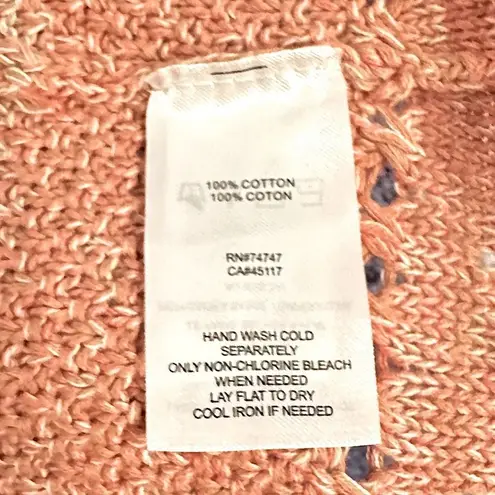 100% COTTON
100% COTON
RN#74747
CA#45117
HAND WASH COLD
SEPARATELY
ONLY NON-CHLORINE BLEACH
WHEN NEEDED
LAY FLAT TO DRY
COOL IRON IF NEEDED